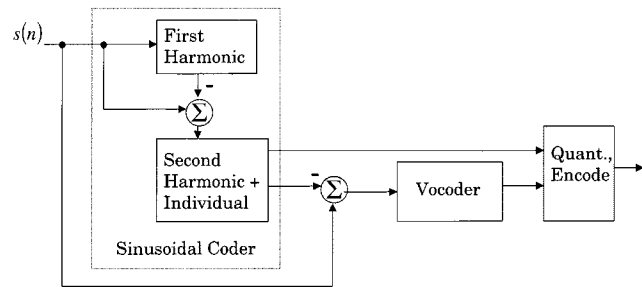 s(n)
First
Harmonic
-
Σ
Second
Harmonic +
Individual
-
Σ
Vocoder
Quant.,
Encode
Sinusoidal Coder